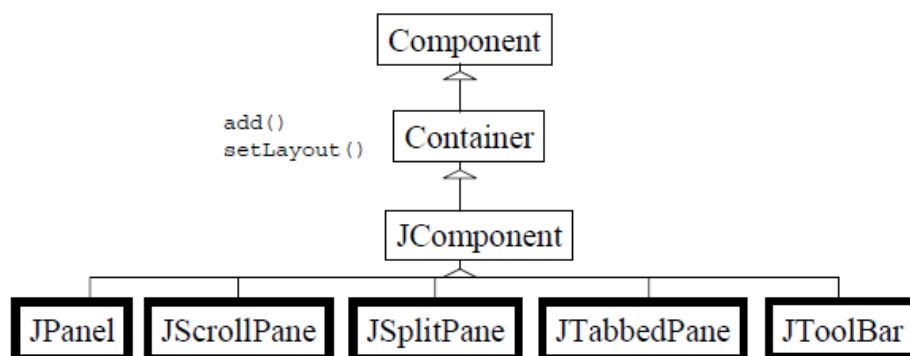 Component
add()
setLayout()
Container
JComponent
JPanel JScrollPane JSplitPane JTabbedPane JToolBar